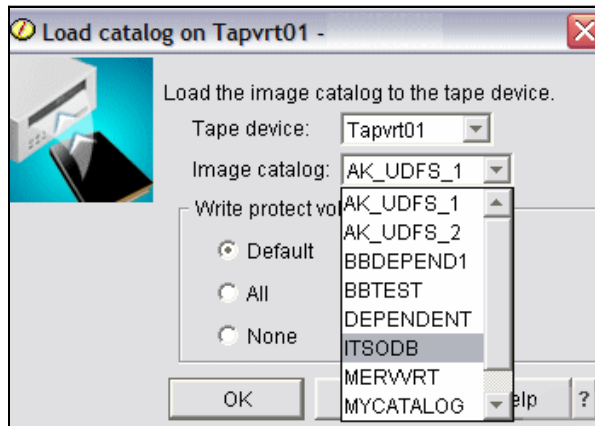 Load catalog on Tapvrt01 -
Load the image catalog to the tape device.
Tape device: Tapvrt01
Image catalog: AK_UDFS_1
Write protect vol
AK_UDFS_1
AK_UDFS_2
Default
BBDEPEND1
All
BBTEST
DEPENDENT
None
ITSODB
MERVVRT
OK
MYCATALOG
elp ?